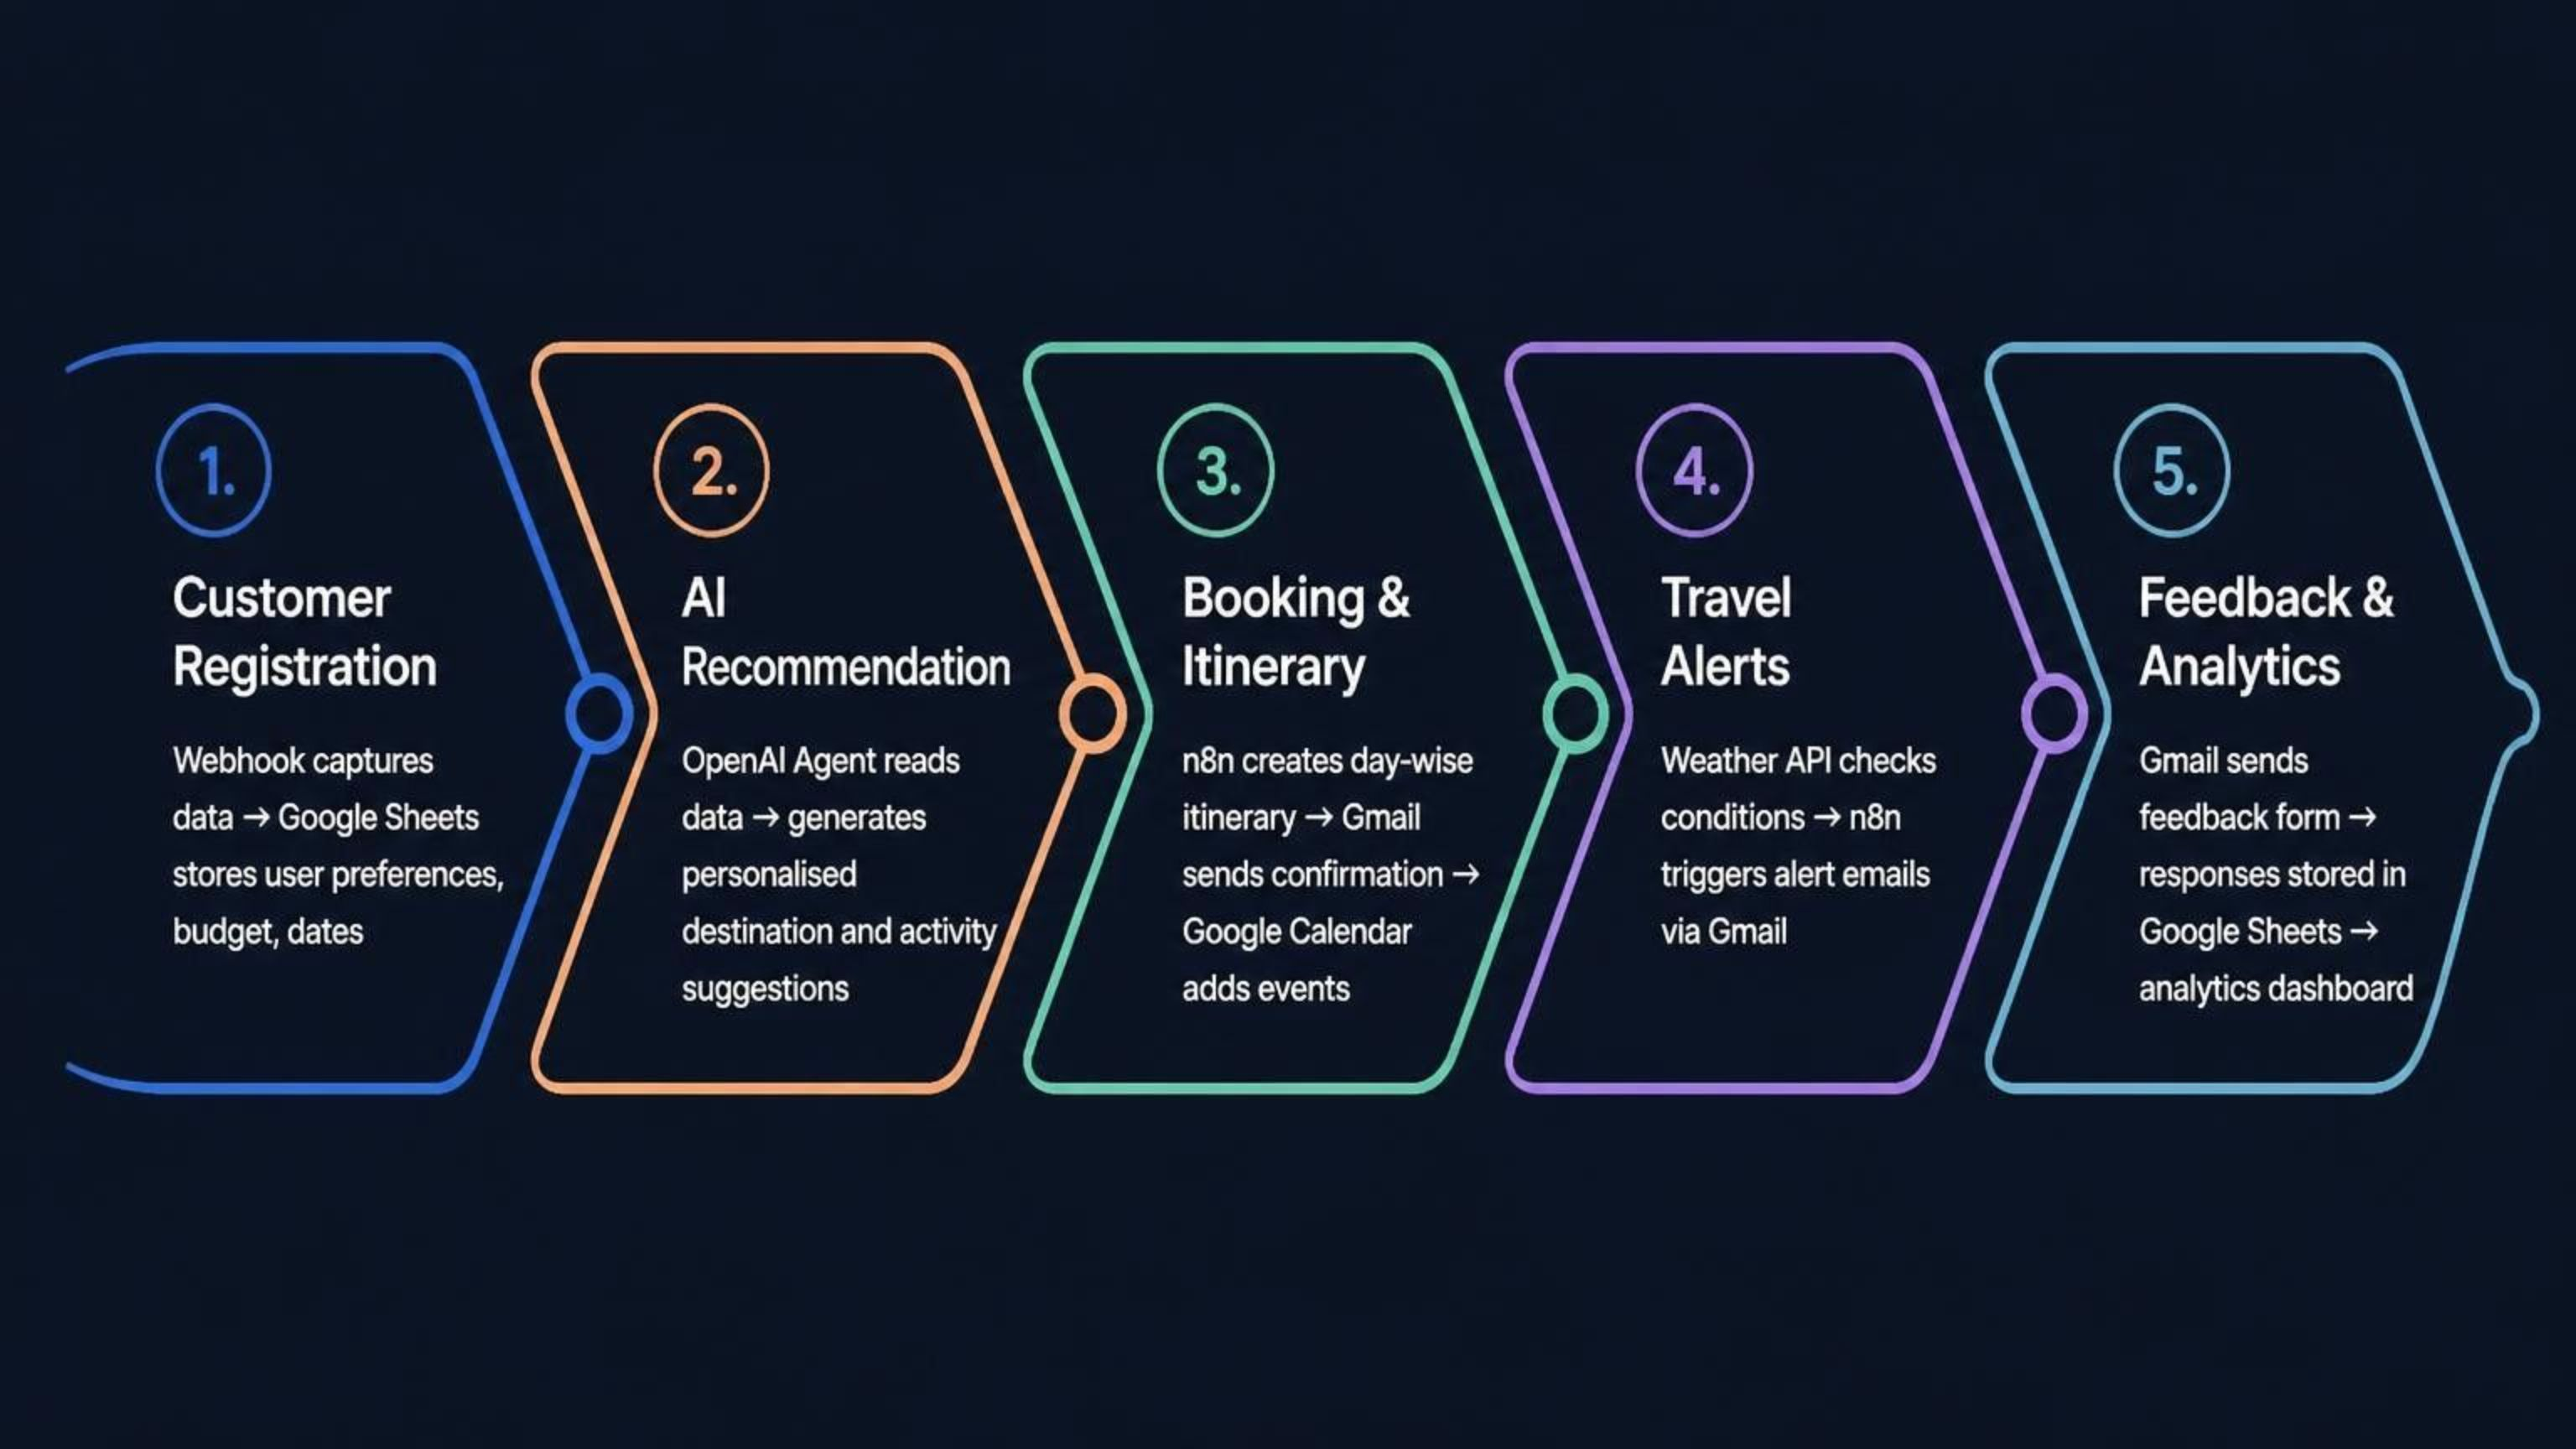 1.
Customer
Registration
Webhook captures
data → Google Sheets
stores user preferences,
budget, dates
2.
AI
Recommendation
OpenAI Agent reads
data → generates
personalised
destination and activity
suggestions
3.
Booking &
Itinerary
n8n creates day-wise
itinerary → Gmail
sends confirmation →
Google Calendar
adds events
4.
Travel
Alerts
Weather API checks
conditions → n8n
triggers alert emails
via Gmail
5.
Feedback &
Analytics
Gmail sends
feedback form →
responses stored in
Google Sheets →
analytics dashboard